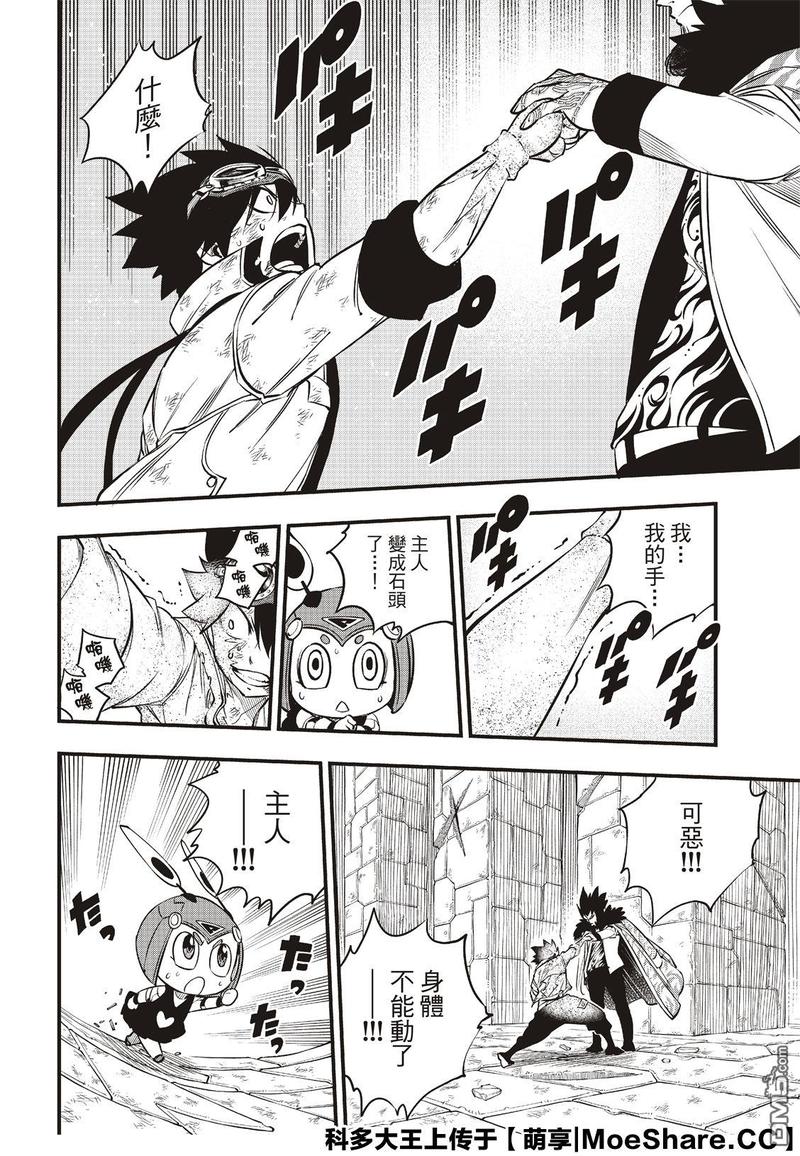 什麼！
パキ
パキ
パキ
パキ
我…
我的手…
パキ
パキ
主人
變成石頭
了…！
啪嘰
啪嘰
啪嘰
啪嘰
可惡!!!
身體
不能動了
——!!!
主人
——!!!
たっ
たっ
科多大王上传于【萌享|MoeShare.CC】
DM5.com